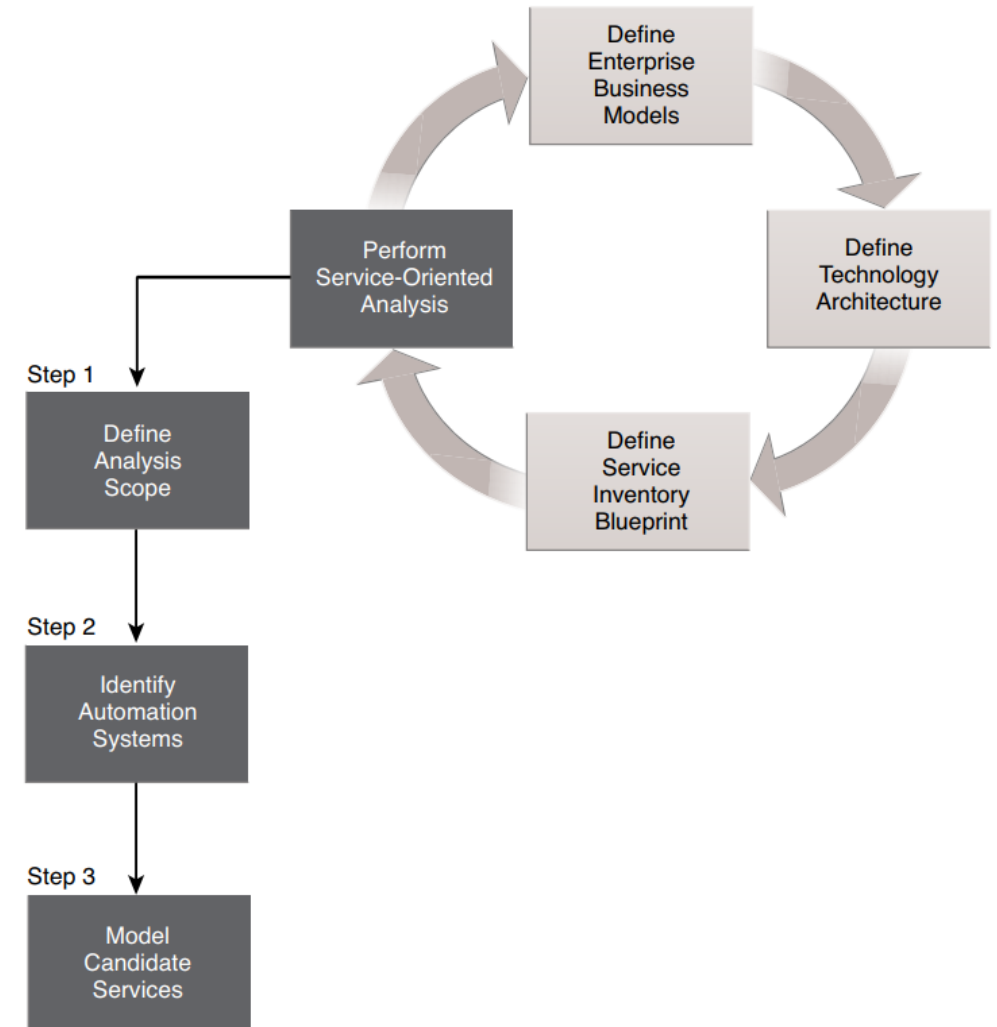 Define
Enterprise
Business
Models
Perform
Service-Oriented
Analysis
Define
Technology
Architecture
Define
Service
Inventory
Blueprint
Step 1
Define
Analysis
Scope
Step 2
Identify
Automation
Systems
Step 3
Model
Candidate
Services